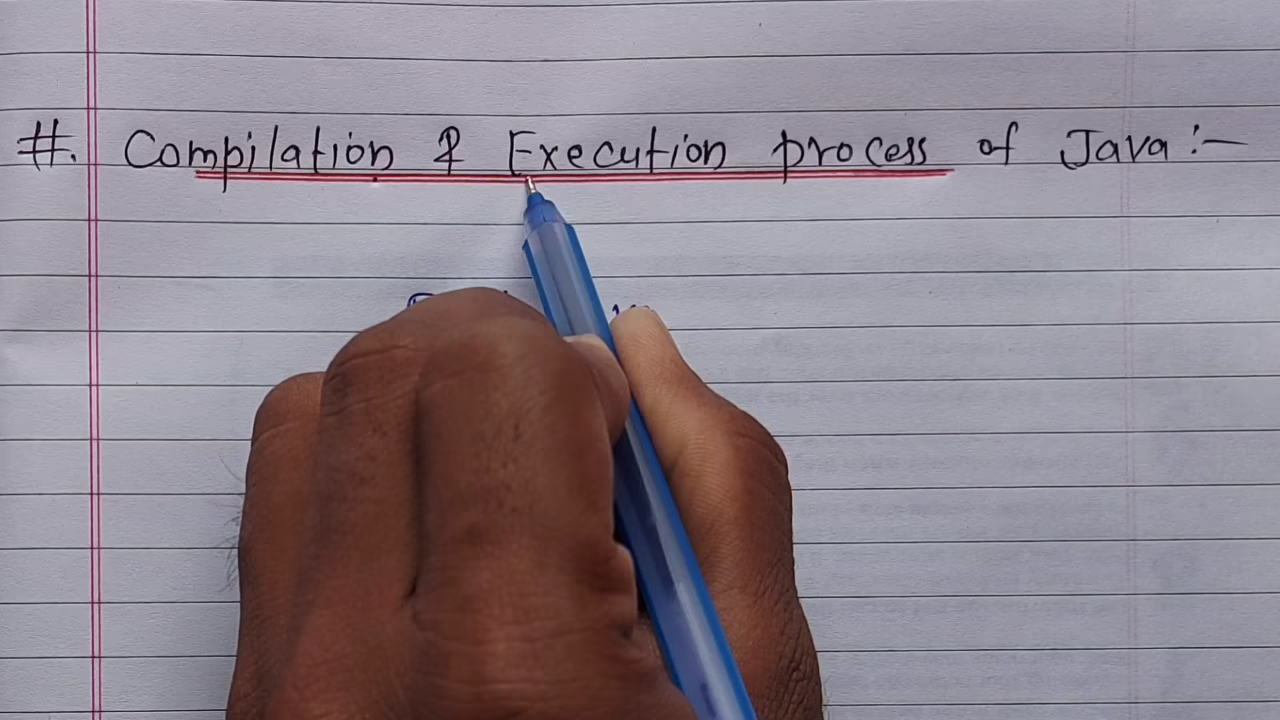 #. Compilation & Execution process of Java :-